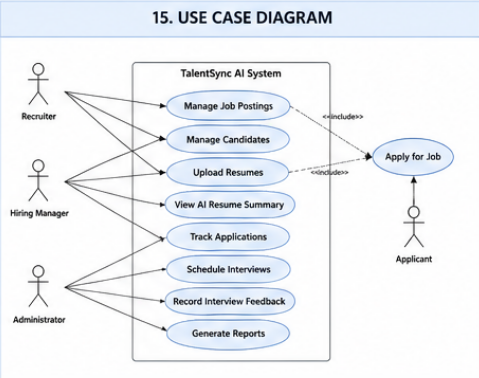 15. USE CASE DIAGRAM
TalentSync AI System
Recruiter
Hiring Manager
Administrator
Manage Job Postings
Manage Candidates
Upload Resumes
View AI Resume Summary
Track Applications
Schedule Interviews
Record Interview Feedback
Generate Reports
<<include>>
<<include>>
Apply for Job
Applicant